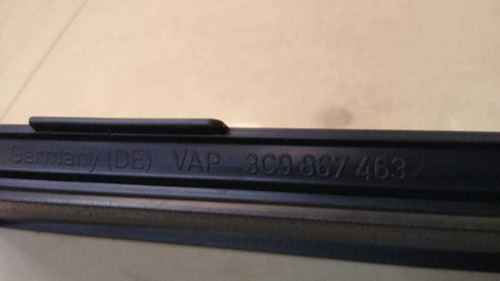 Germany (DE) VAP 3C9 867 463